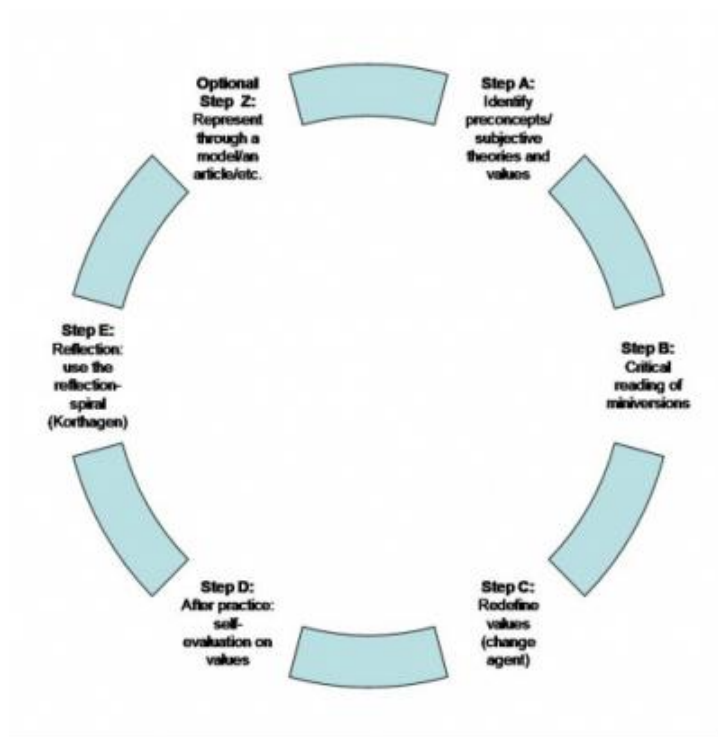 Optional
Step Z:
Represent
through a
model/an
article/etc.
Step A:
Identify
preconcepts/
subjective
theories and
values
Step B:
Critical
reading of
miniversions
Step C:
Redefine
values
(change
agent)
Step D:
After practice:
self-
evaluation on
values
Step E:
Reflection:
use the
reflection-
spiral
(Korthagen)